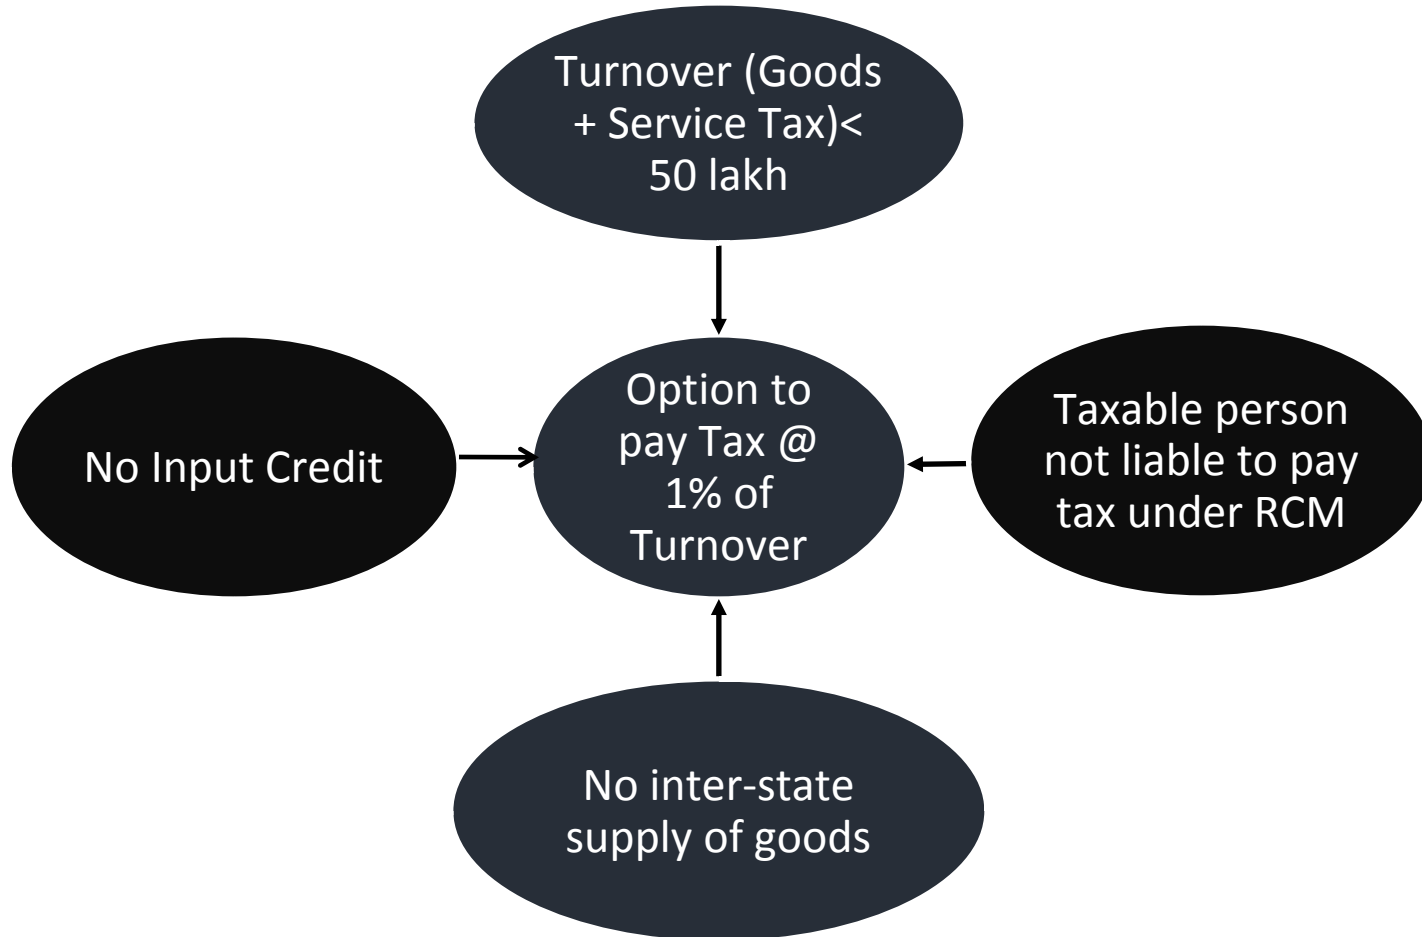 Turnover (Goods
+ Service Tax)<
50 lakh
No Input Credit
Option to
pay Tax @
1% of
Turnover
Taxable person
not liable to pay
tax under RCM
No inter-state
supply of goods